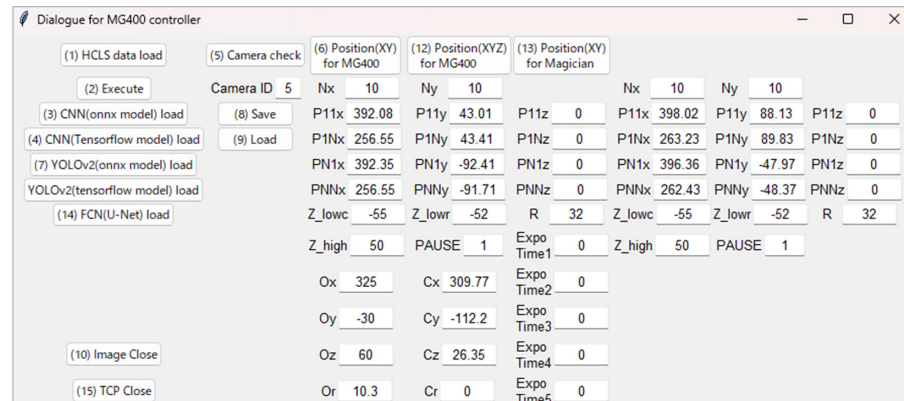 Dialogue for MG400 controller
(1) HCLS data load (5) Camera check (6) Position(XY) for MG400 (12) Position(XYZ) for MG400 (13) Position(XY) for Magician
(2) Execute Camera ID 5 Nx 10 Ny 10 Nx 10 Ny 10
(3) CNN(onnx model) load (8) Save P11x 392.08 P11y 43.01 P11z 0 P11x 398.02 P11y 88.13 P11z 0
(4) CNN(Tensorflow model) load (9) Load P1Nx 256.55 P1Ny 43.41 P1Nz 0 P1Nx 263.23 P1Ny 89.83 P1Nz 0
(7) YOLOv2(onnx model) load PN1x 392.35 PN1y -92.41 PN1z 0 PN1x 396.36 PN1y -47.97 PN1z 0
YOLOv2(tensorflow model) load PNNx 256.55 PNNy -91.71 PNNz 0 PNNx 262.43 PNNy -48.37 PNNz 0
(14) FCN(U-Net) load Z_lowc -55 Z_lowr -52 R 32 Z_lowc -55 Z_lowr -52 R 32
Z_high 50 PAUSE 1 Expo Time1 0 Z_high 50 PAUSE 1
Ox 325 Cx 309.77 Expo Time2 0
Oy -30 Cy -112.2 Expo Time3 0
(10) Image Close Oz 60 Cz 26.35 Expo Time4 0
(15) TCP Close Or 10.3 Cr 0 Expo Time5 0